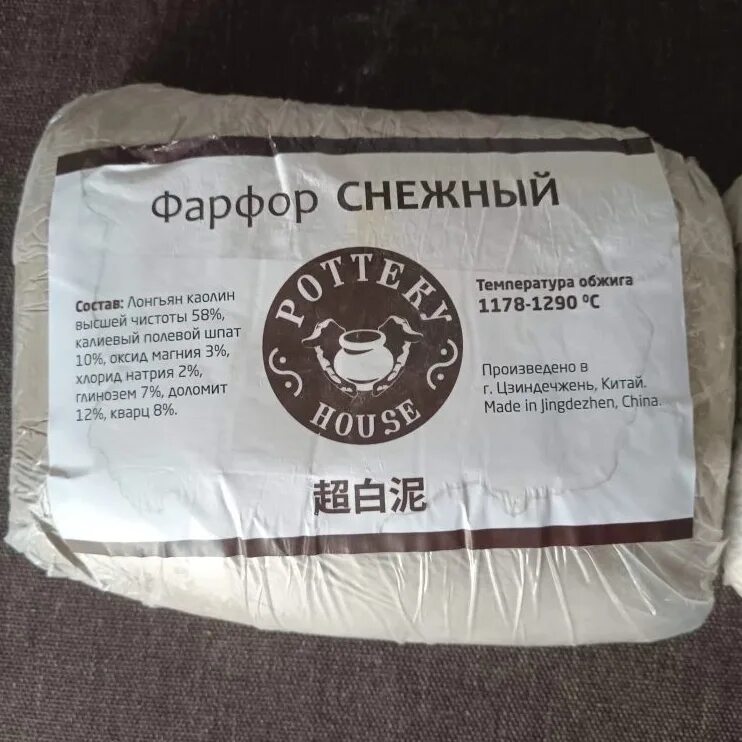 Фарфор СНЕЖНЫЙ
Состав: Лонгьян каолин
высшей чистоты 58%,
калиевый полевой шпат
10%, оксид магния 3%,
хлорид натрия 2%,
глинозем 7%, доломит
12%, кварц 8%.
POTTERY
HOUSE
Температура обжига
1178-1290 ºC
Произведено в
г. Цзиндечжень, Китай.
Made in Jingdezhen, China.
超白泥